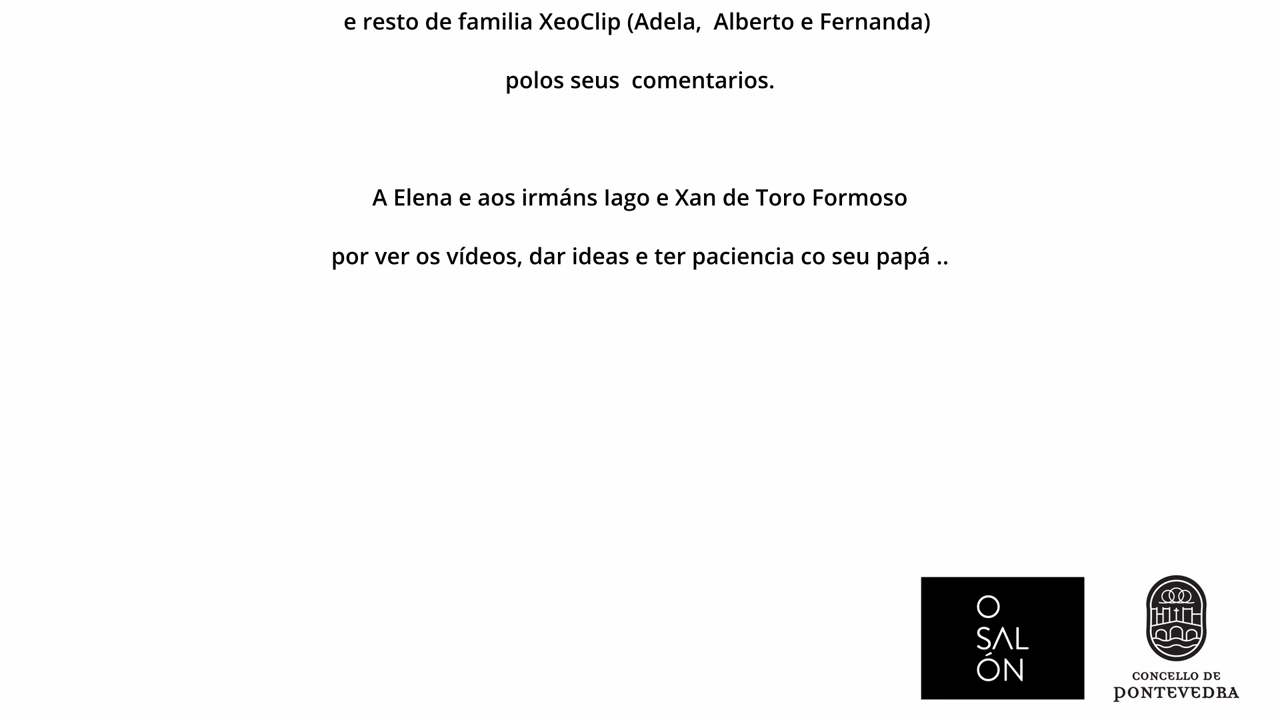 e resto de familia XeoClip (Adela,  Alberto e Fernanda)
polos seus  comentarios.
A Elena e aos irmáns Iago e Xan de Toro Formoso
por ver os vídeos, dar ideas e ter paciencia co seu papá ..
O
SAL
ÓN
CONCELLO DE
PONTEVEDRA